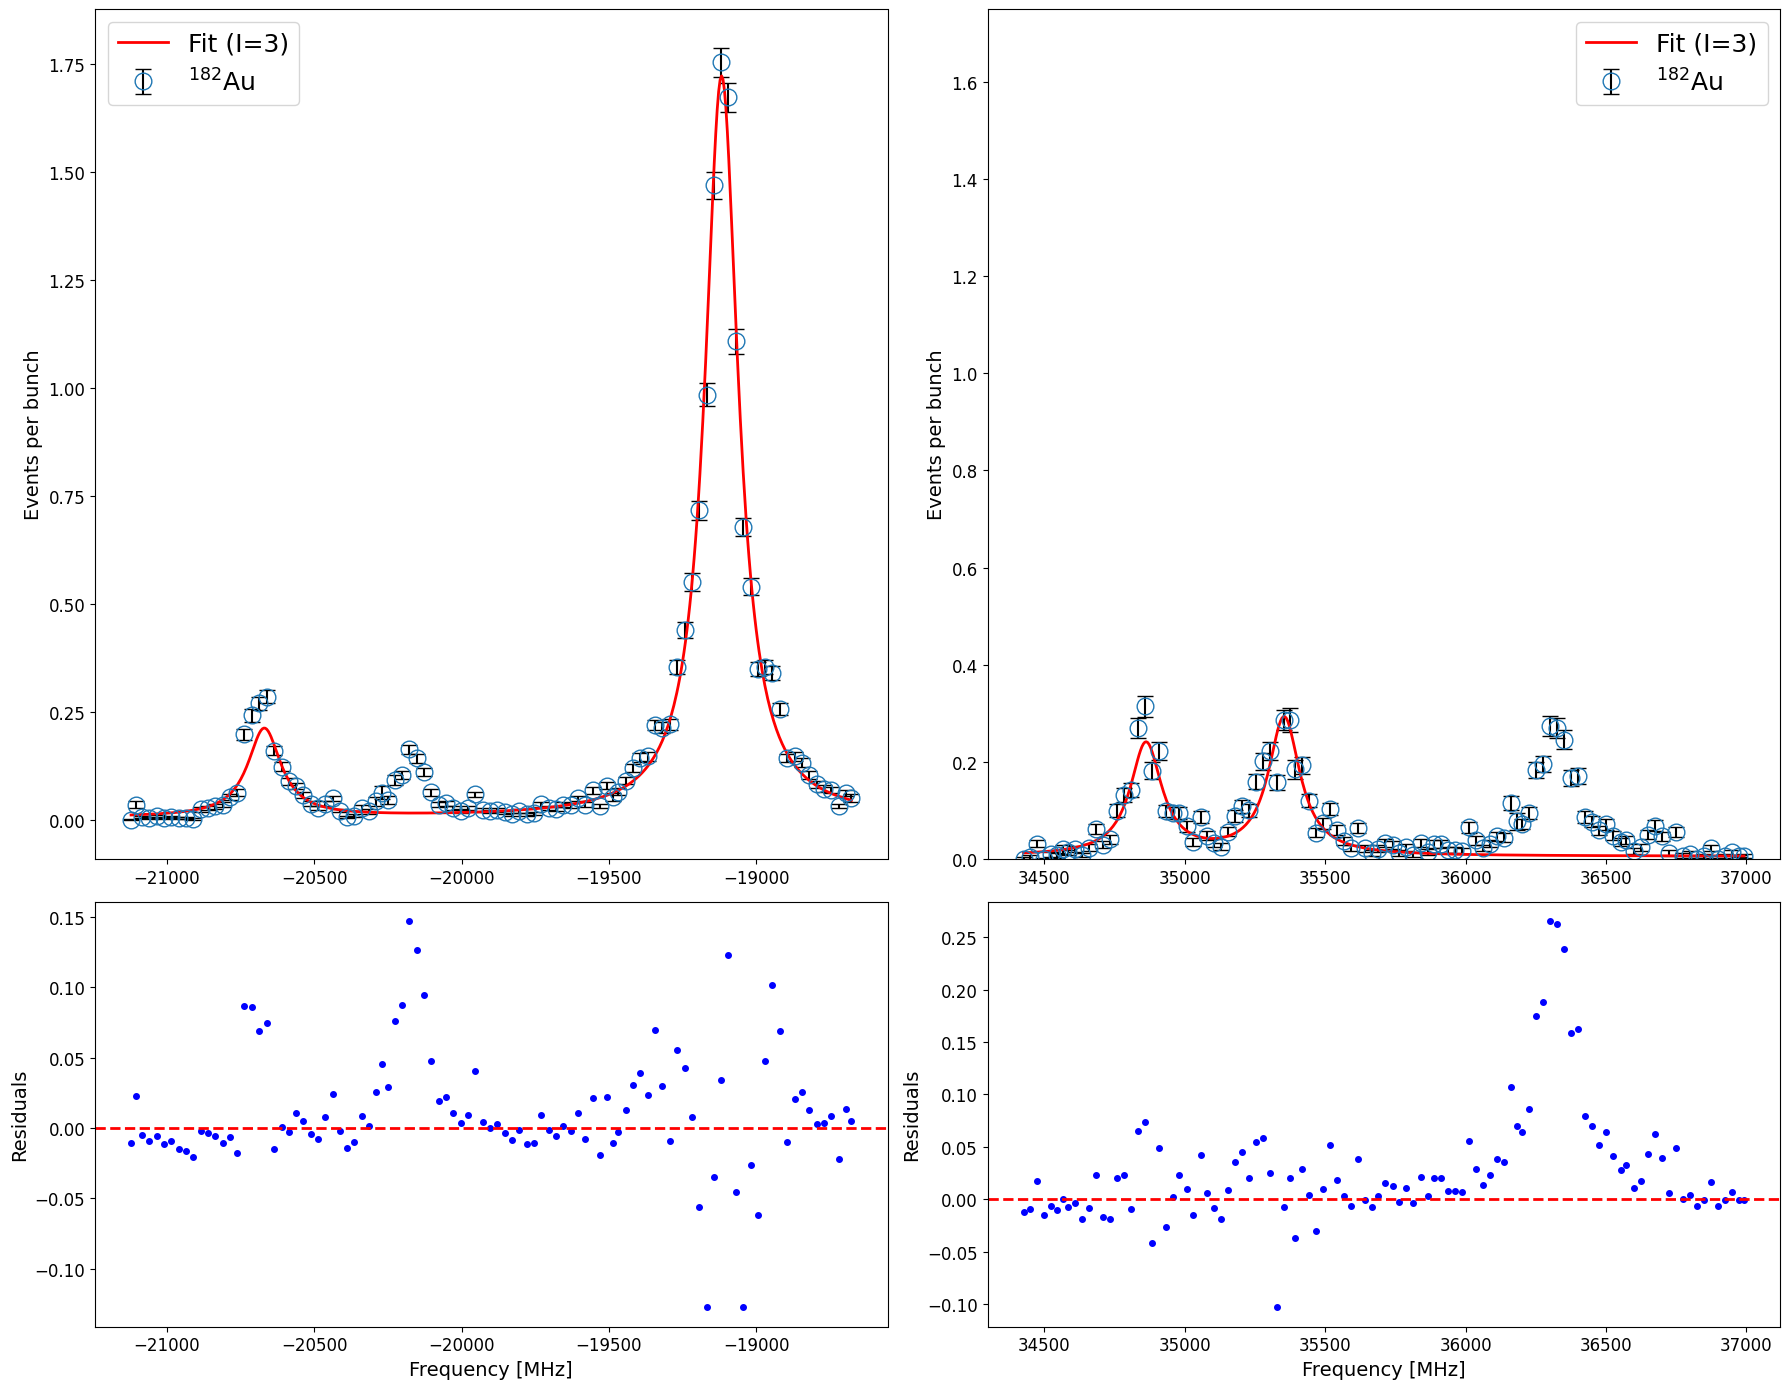 Fit (I=3)
¹⁸²Au
Events per bunch
1.75
1.50
1.25
1.00
0.75
0.50
0.25
0.00
−21000 −20500 −20000 −19500 −19000
Fit (I=3)
¹⁸²Au
Events per bunch
1.6
1.4
1.2
1.0
0.8
0.6
0.4
0.2
0.0
34500 35000 35500 36000 36500 37000
Residuals
0.15
0.10
0.05
0.00
−0.05
−0.10
−21000 −20500 −20000 −19500 −19000
Frequency [MHz]
Residuals
0.25
0.20
0.15
0.10
0.05
0.00
−0.05
−0.10
34500 35000 35500 36000 36500 37000
Frequency [MHz]